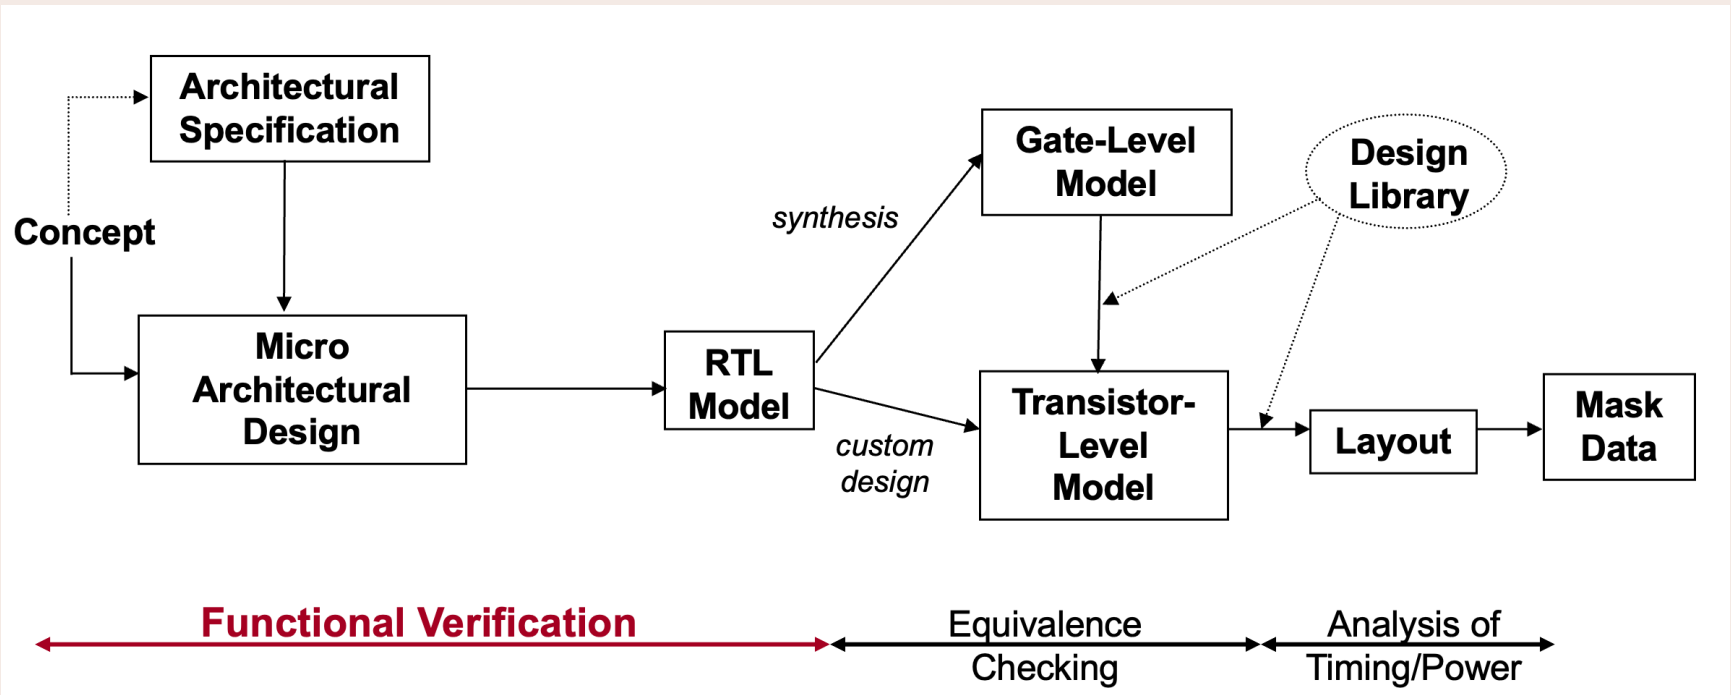 Architectural
Specification
Concept
Micro
Architectural
Design
RTL
Model
synthesis
custom
design
Gate-Level
Model
Design
Library
Transistor-
Level
Model
Layout
Mask
Data
Functional Verification
Equivalence
Checking
Analysis of
Timing/Power